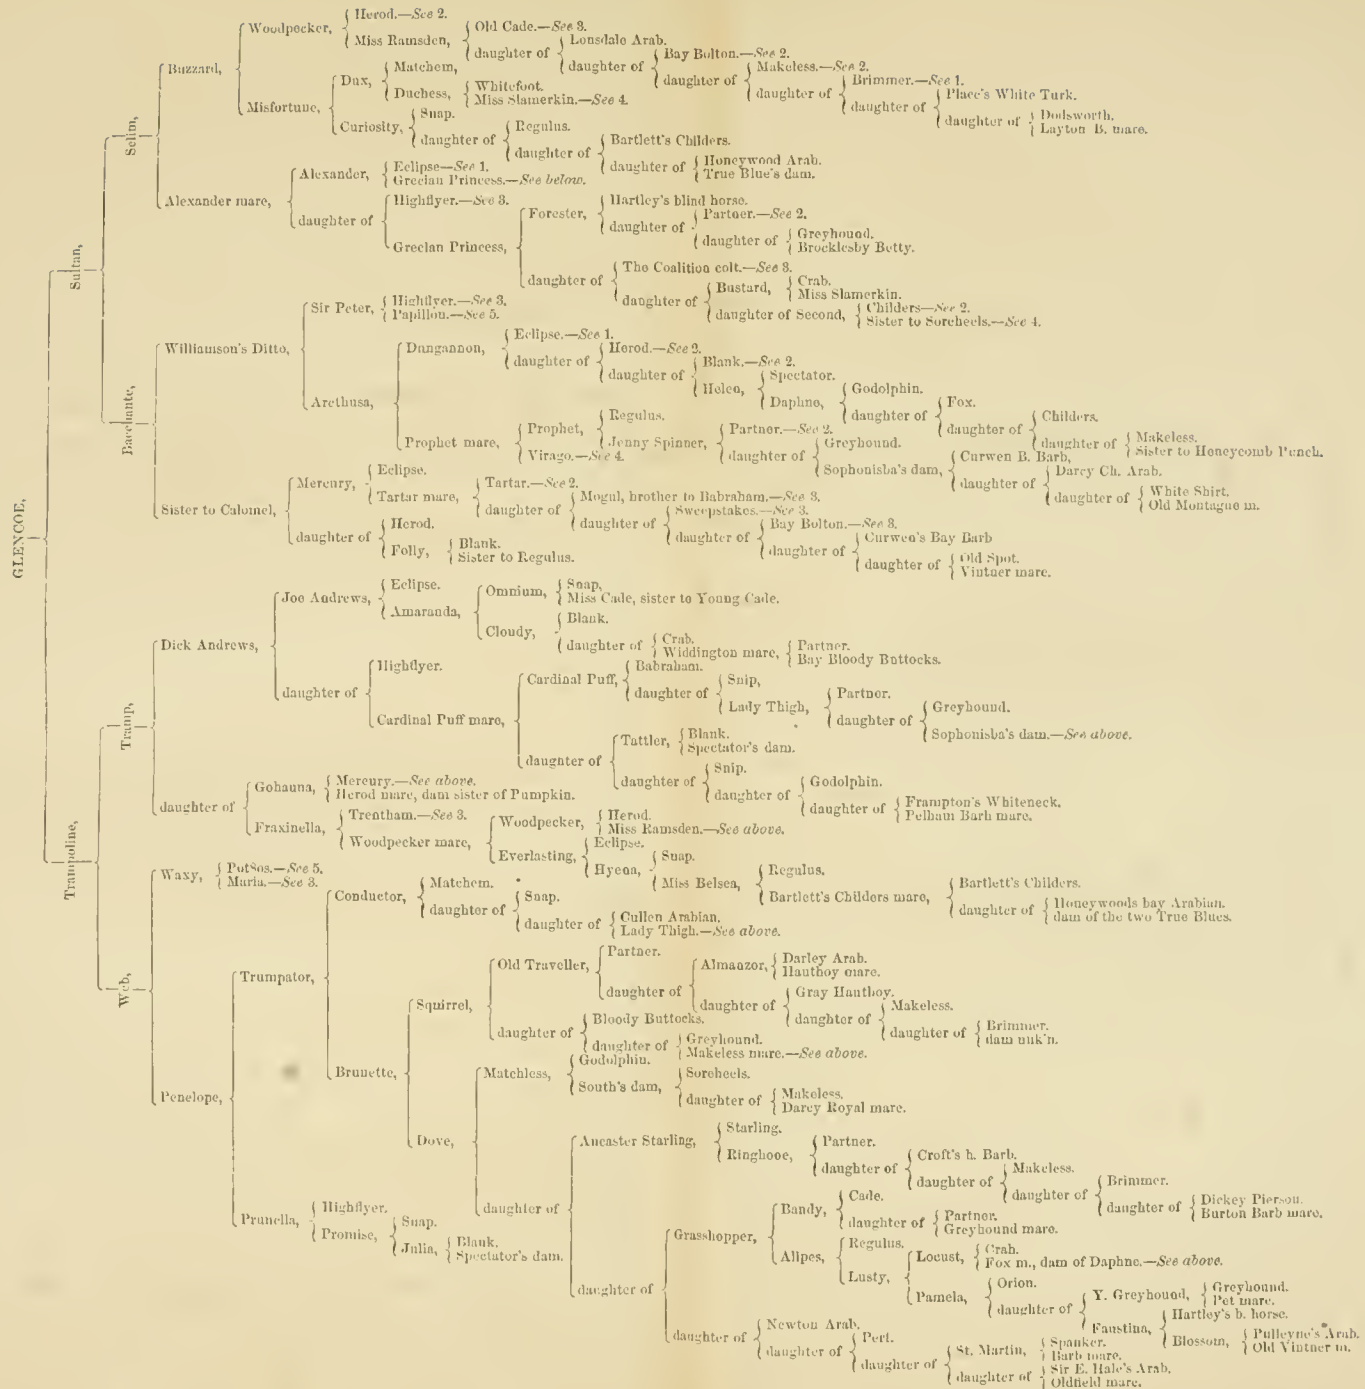 GLENCOE,
Sultan,
Selim,
Buzzard,
Woodpecker,
Herod.—See 2.
Miss Ramsden,
Old Cade.—See 3.
daughter of
Lonsdale Arab.
daughter of
Bay Bolton.—See 2.
daughter of
Makeless.—See 2.
daughter of
Brimmer.—See 1.
daughter of
Place's White Turk.
daughter of
Dodsworth.
Layton B. mare.
Misfortune,
Dux,
Matchem,
Duchess,
Whitefoot.
Miss Slamerkin.—See 4.
Curiosity,
Snap.
daughter of
Regulus.
daughter of
Bartlett's Childers.
daughter of
Honeywood Arab.
True Blue's dam.
Alexander mare,
Alexander,
Eclipse—See 1.
Grecian Princess.—See below.
daughter of
Highflyer.—See 3.
Grecian Princess,
Forester,
Hartley's blind horse.
daughter of
Partner.—See 2.
daughter of
Greyhound.
Brocklesby Betty.
daughter of
The Coalition colt.—See 3.
daughter of
Bustard,
Crab.
Miss Slamerkin.
daughter of Second,
Childers—See 2.
Sister to Soreheels.—See 4.
Bacchante,
Williamson's Ditto,
Sir Peter,
Highflyer.—See 3.
Papillon.—See 5.
Arethusa,
Dungannon,
Eclipse.—See 1.
daughter of
Herod.—See 2.
daughter of
Blank.—See 2.
Helen,
Spectator.
Daphne,
Godolphin.
daughter of
Fox.
daughter of
Childers.
daughter of
Makeless.
Sister to Honeycomb Punch.
Prophet mare,
Prophet,
Regulus.
Jenny Spinner,
Partner.—See 2.
daughter of
Greyhound.
Sophonisba's dam,
Curwen B. Barb,
daughter of
Darcy Ch. Arab.
daughter of
White Shirt.
Old Montague m.
Virago.—See 4.
Sister to Calomel,
Mercury,
Eclipse.
Tartar mare,
Tartar.—See 2.
daughter of
Mogul, brother to Babraham.—See 3.
daughter of
Sweepstakes.—See 3.
daughter of
Bay Bolton.—See 3.
daughter of
Curwen's Bay Barb
daughter of
Old Spot.
Vintner mare.
daughter of
Herod.
Folly,
Blank.
Sister to Regulus.
Trampoline,
Tramp,
Dick Andrews,
Joe Andrews,
Eclipse.
Amaranda,
Omnium,
Snap,
Miss Cade, sister to Young Cade.
Cloudy,
Blank.
daughter of
Crab.
Widdington mare,
Partner.
Bay Bloody Buttocks.
daughter of
Highflyer.
Cardinal Puff mare,
Cardinal Puff,
Babraham.
daughter of
Snip,
Lady Thigh,
Partner.
daughter of
Greyhound.
Sophonisba's dam.—See above.
daughter of
Tattler,
Blank.
Spectator's dam.
daughter of
Snip.
daughter of
Godolphin.
daughter of
Frampton's Whiteneck.
Pelham Barb mare.
daughter of
Gohanna,
Mercury.—See above.
Herod mare, dam sister of Pumpkin.
Fraxinella,
Trentham.—See 3.
Woodpecker mare,
Woodpecker,
Herod.
Miss Ramsden.—See above.
Everlasting,
Eclipse.
Hyena,
Snap.
Miss Belsea,
Regulus.
Bartlett's Childers mare,
Bartlett's Childers.
daughter of
Honeywoods bay Arabian.
dam of the two True Blues.
Web,
Waxy,
Pot8os.—See 5.
Maria.—See 3.
Penelope,
Trumpator,
Conductor,
Matchem.
daughter of
Snap.
daughter of
Cullen Arabian.
Lady Thigh.—See above.
Brunette,
Squirrel,
Old Traveller,
Partner.
daughter of
Almanzor,
Darley Arab.
Hautboy mare.
daughter of
Gray Hautboy.
daughter of
Makeless.
daughter of
Brimmer.
dam unk'n.
daughter of
Bloody Buttocks.
daughter of
Greyhound.
Makeless mare.—See above.
Dove,
Matchless,
Godolphin.
South's dam,
Soreheels.
daughter of
Makeless.
Darcy Royal mare.
daughter of
Ancaster Starling,
Starling.
Ringbone,
Partner.
daughter of
Croft's h. Barb.
daughter of
Makeless.
daughter of
Brimmer.
daughter of
Dickey Pierson.
Burton Barb mare.
daughter of
Grasshopper,
Bandy,
Cade.
daughter of
Partner.
Greyhound mare.
Allpes,
Regulus.
Lusty,
Locust,
Crab.
Fox m., dam of Daphne.—See above.
Pamela,
Orion.
daughter of
Y. Greyhound,
Greyhound.
Pet mare.
Faustina,
Hartley's b. horse.
Blossom,
Pulleyne's Arab.
Old Vintner m.
daughter of
Newton Arab.
daughter of
Pert.
daughter of
St. Martin,
Spanker.
Barb mare.
daughter of
Sir E. Hale's Arab.
Oldfield mare.
Prunella,
Highflyer.
Promise,
Snap.
Julia,
Blank.
Spectator's dam.